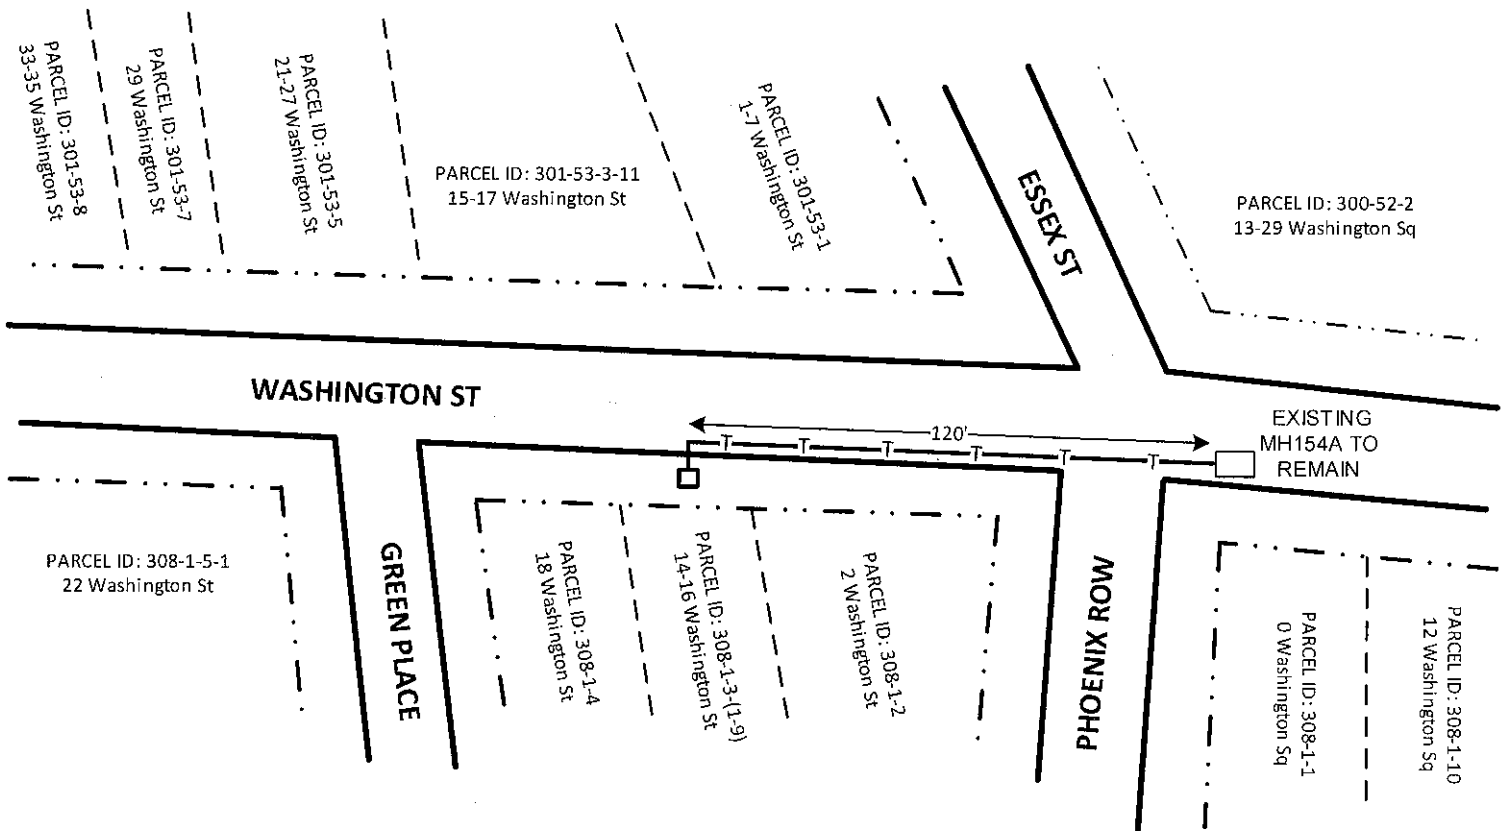 PARCEL ID: 301-53-8
33-35 Washington St
PARCEL ID: 301-53-7
29 Washington St
PARCEL ID: 301-53-5
21-27 Washington St
PARCEL ID: 301-53-3-11
15-17 Washington St
PARCEL ID: 301-53-1
1-7 Washington St
ESSEX ST
PARCEL ID: 300-52-2
13-29 Washington Sq
WASHINGTON ST
120'
T
T
T
T
T
T
EXISTING
MH154A TO
REMAIN
PARCEL ID: 308-1-5-1
22 Washington St
GREEN PLACE
PARCEL ID: 308-1-4
18 Washington St
PARCEL ID: 308-1-3-(1-9)
14-16 Washington St
PARCEL ID: 308-1-2
2 Washington St
PHOENIX ROW
PARCEL ID: 308-1-1
0 Washington Sq
PARCEL ID: 308-1-10
12 Washington Sq